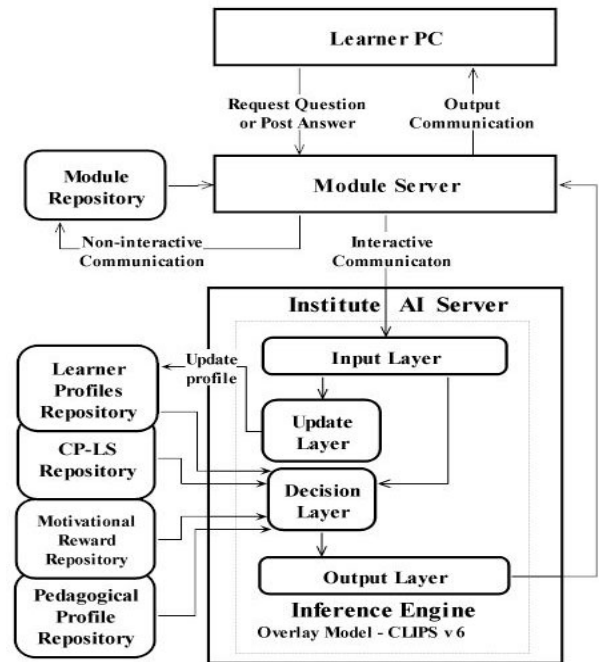 Learner PC
Request Question
or Post Answer
Output
Communication
Module
Repository
Module Server
Non-interactive
Communication
Interactive
Communicaton
Institute AI Server
Input Layer
Update
profile
Learner
Profiles
Repository
Update
Layer
CP-LS
Repository
Decision
Layer
Motivational
Reward
Repository
Pedagogical
Profile
Repository
Output Layer
Inference Engine
Overlay Model - CLIPS v 6